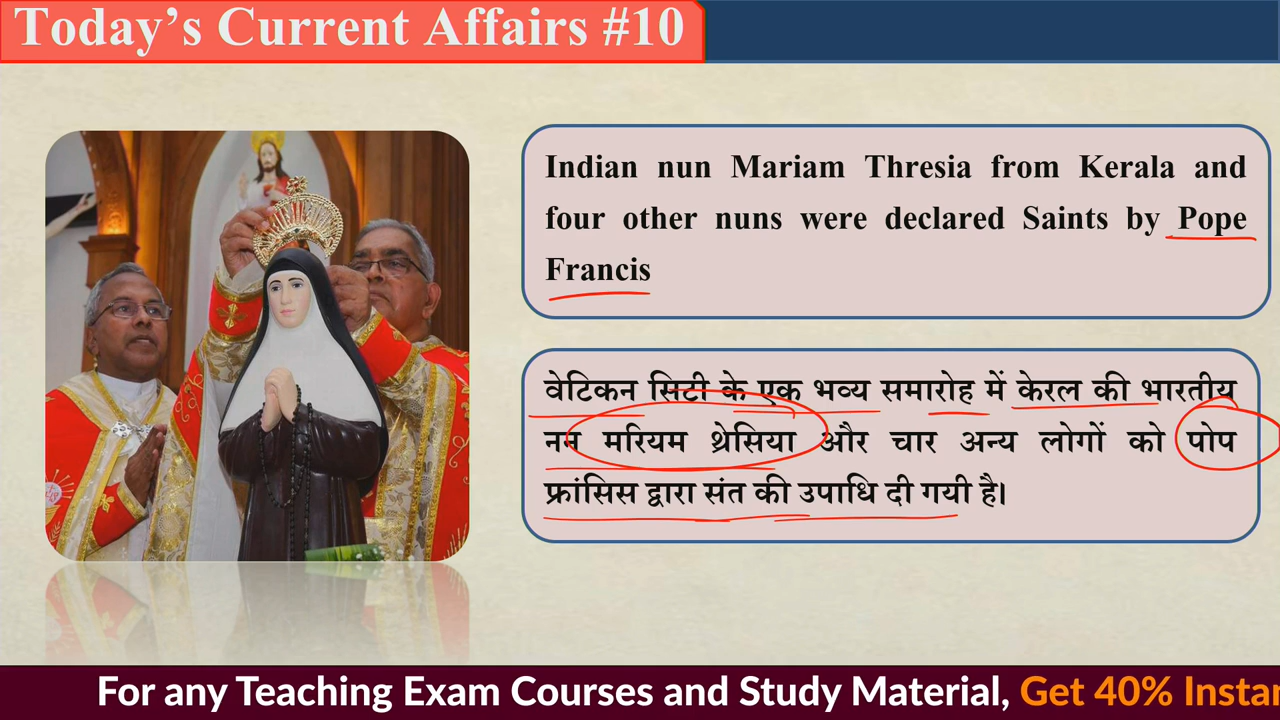 Today's Current Affairs #10
Indian nun Mariam Thresia from Kerala and
four other nuns were declared Saints by Pope
Francis
वेटिकन सिटी के एक भव्य समारोह में केरल की भारतीय
नन मरियम थ्रेसिया और चार अन्य लोगों को पोप
फ्रांसिस द्वारा संत की उपाधि दी गयी है।
For any Teaching Exam Courses and Study Material, Get 40%